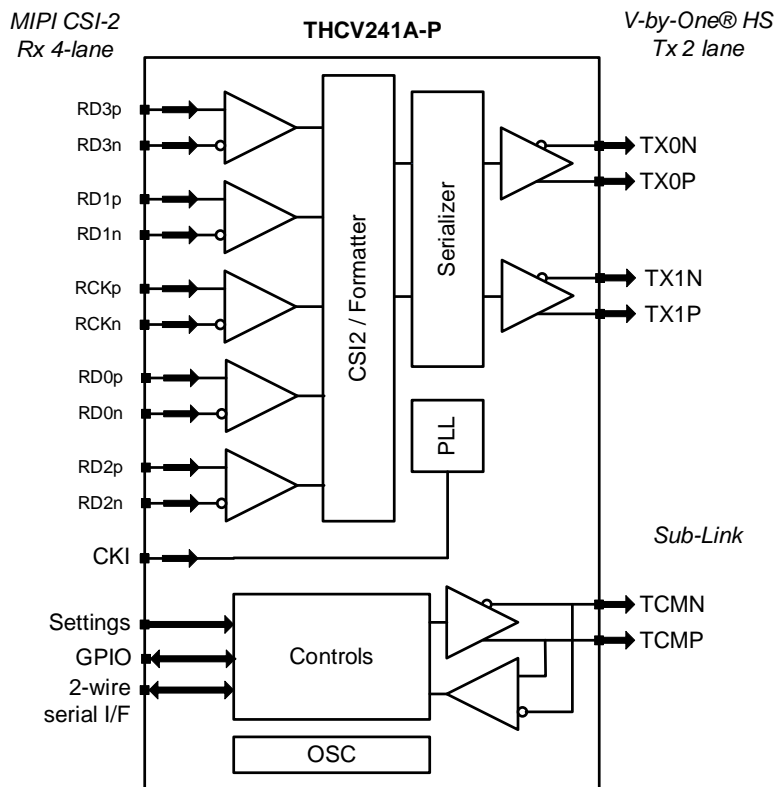 MIPI CSI-2
Rx 4-lane
THCV241A-P
V-by-One® HS
Tx 2 lane
RD3p
RD3n
RD1p
RD1n
RCKp
RCKn
RD0p
RD0n
RD2p
RD2n
CKI
Settings
GPIO
2-wire
serial I/F
CSI2 / Formatter
Serializer
PLL
Controls
OSC
TX0N
TX0P
TX1N
TX1P
Sub-Link
TCMN
TCMP